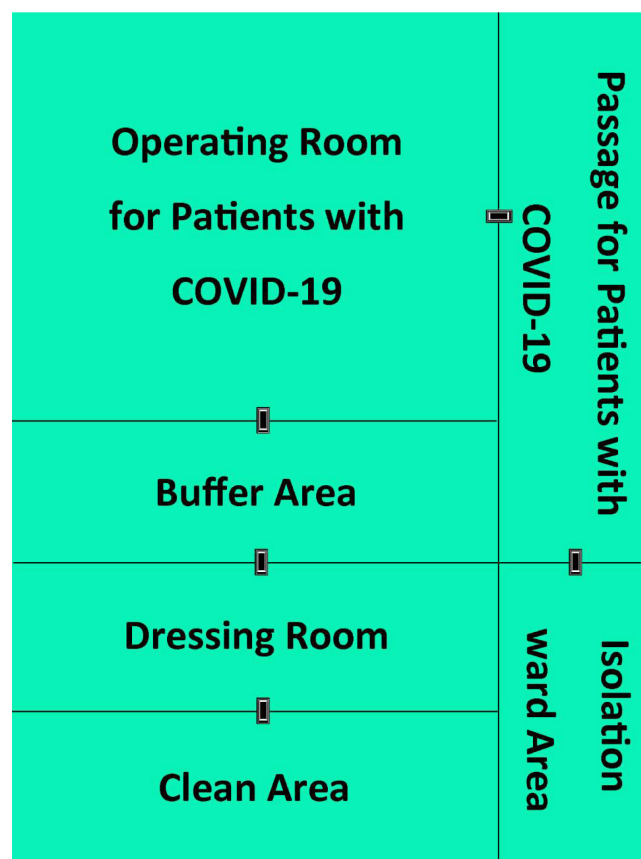 Operating Room
for Patients with
COVID-19
Passage for Patients with
COVID-19
Buffer Area
Dressing Room
Clean Area
Isolation
ward Area